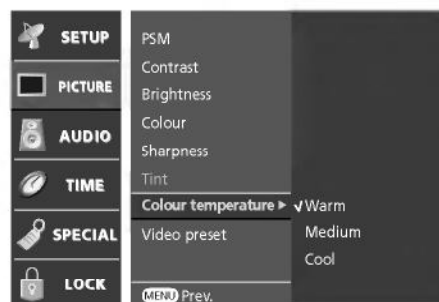 SETUP
PICTURE
AUDIO
TIME
SPECIAL
LOCK
PSM
Contrast
Brightness
Colour
Sharpness
Tint
Colour temperature ▶
Video preset
MENU Prev.
√ Warm
Medium
Cool